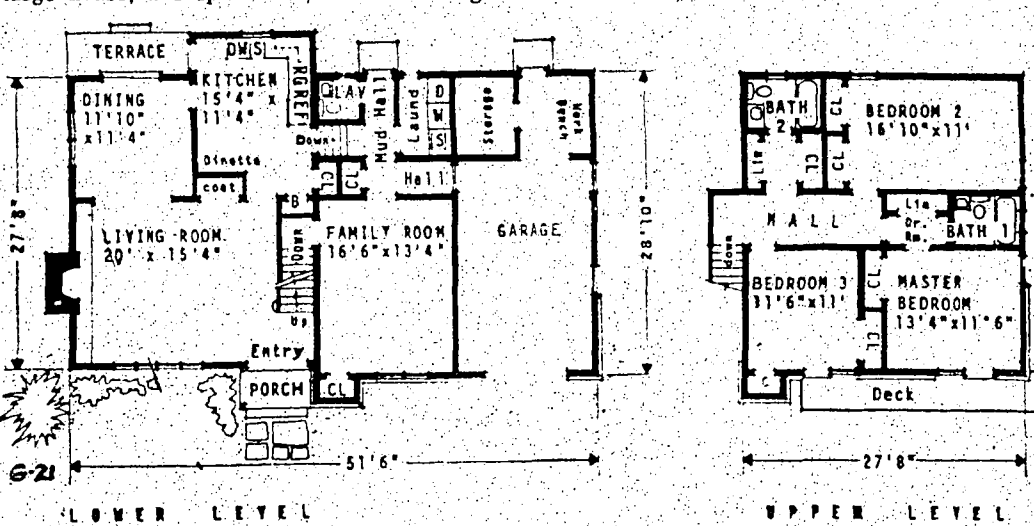 TERRACE
DINING
11'10"
x11'4"
DW S
KITCHEN
15'4" x
11'4"
RG REF
LAV
Mud Hall
Laund
D
W
S
Storage
Work
Bench
Down
Dinette
coat
CL
CL
Hall
B
27'8"
LIVING ROOM
20' x 15'4"
DOWN
Up
FAMILY ROOM
16'6"x13'4"
GARAGE
28'10"
Entry
PORCH
CL
G-21
51'6"
LOWER LEVEL
BATH
2
CL
BEDROOM 2
16'10"x11'
Lin
CL
CL
HALL
Lin
Dr.
Rm.
BATH 1
down
BEDROOM 3
11'6"x11'
CL
CL
MASTER
BEDROOM
13'4"x11'6"
C
Deck
27'8"
UPPER LEVEL